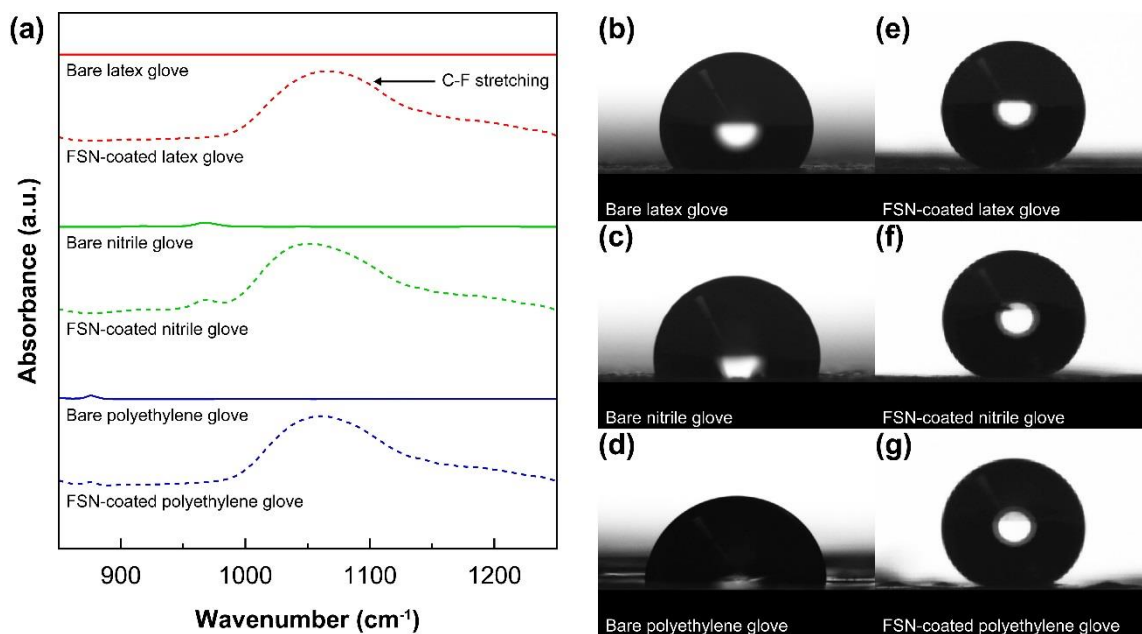 (a)
Bare latex glove
C-F stretching
FSN-coated latex glove
Bare nitrile glove
FSN-coated nitrile glove
Bare polyethylene glove
FSN-coated polyethylene glove
Absorbance (a.u.)
900 1000 1100 1200
Wavenumber (cm⁻¹)
(b)
Bare latex glove
(e)
FSN-coated latex glove
(c)
Bare nitrile glove
(f)
FSN-coated nitrile glove
(d)
Bare polyethylene glove
(g)
FSN-coated polyethylene glove